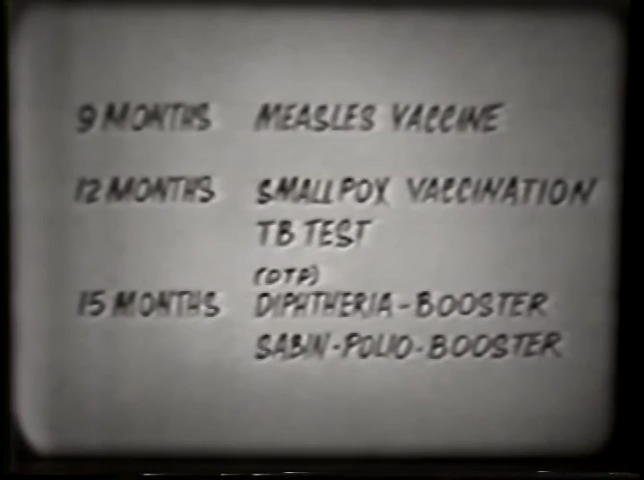 9 MONTHS MEASLES VACCINE
12 MONTHS SMALLPOX VACCINATION
TB TEST
(DTP)
15 MONTHS DIPHTHERIA-BOOSTER
SABIN-POLIO-BOOSTER